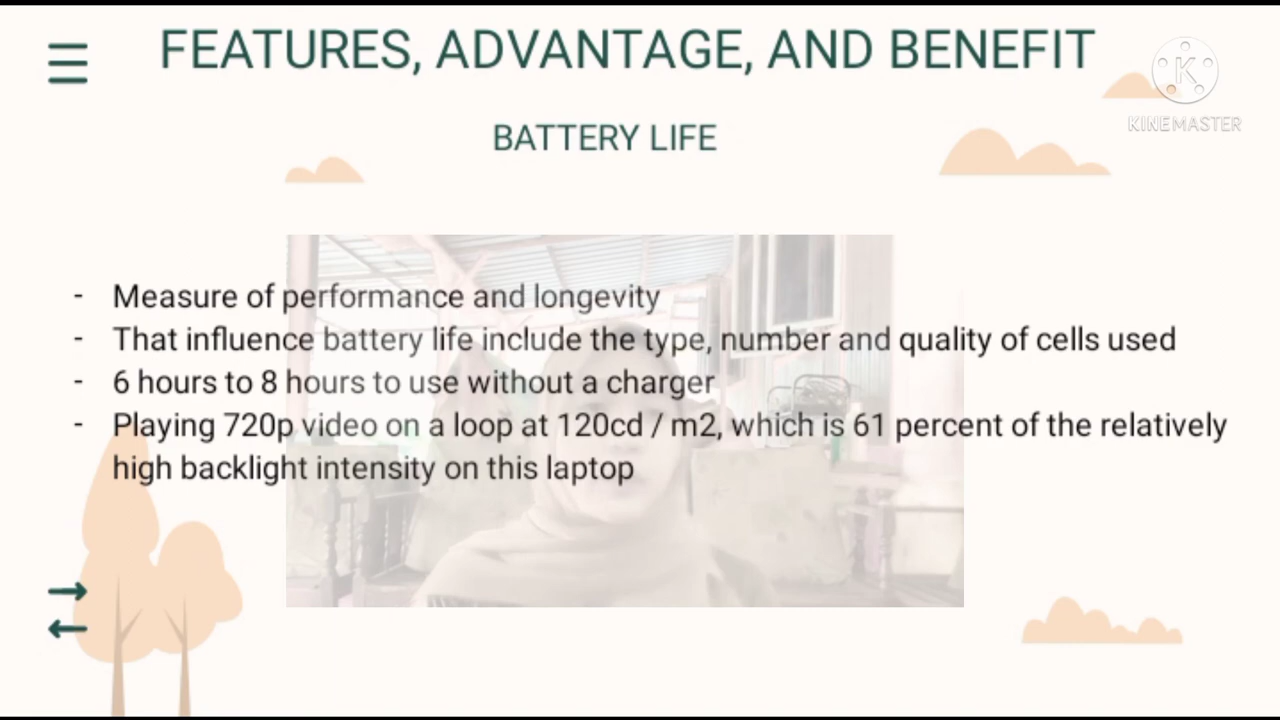 FEATURES, ADVANTAGE, AND BENEFIT
K
KINEMASTER
BATTERY LIFE
- Measure of performance and longevity
- That influence battery life include the type, number and quality of cells used
- 6 hours to 8 hours to use without a charger
- Playing 720p video on a loop at 120cd / m2, which is 61 percent of the relatively
high backlight intensity on this laptop